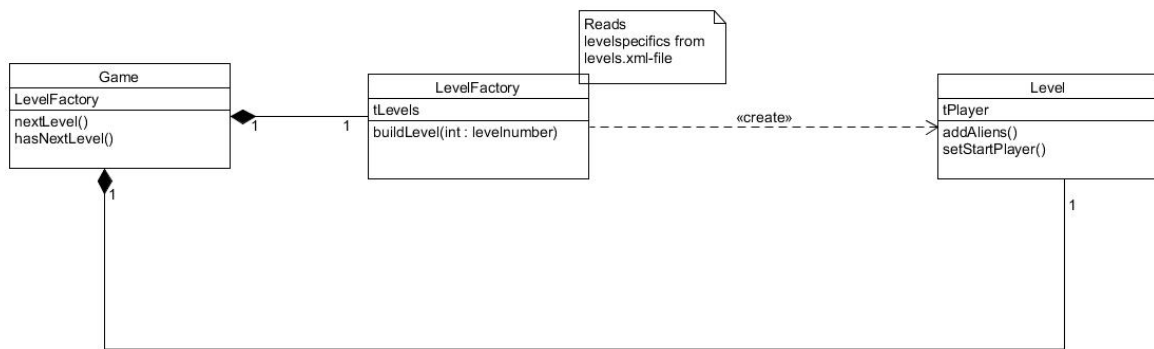 Reads
levelspecifics from
levels.xml-file
Game
LevelFactory
nextLevel()
hasNextLevel()
1
1
LevelFactory
tLevels
buildLevel(int : levelnumber)
«create»
Level
tPlayer
addAliens()
setStartPlayer()
1
1